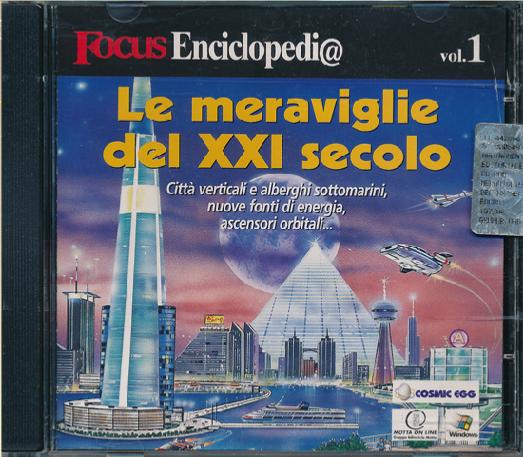 Focus Enciclopedi@
vol.1
Le meraviglie
del XXI secolo
Città verticali e alberghi sottomarini,
nuove fonti di energia,
ascensori orbitali...
COSMIC EGG
MOTTA ON LINE
Windows